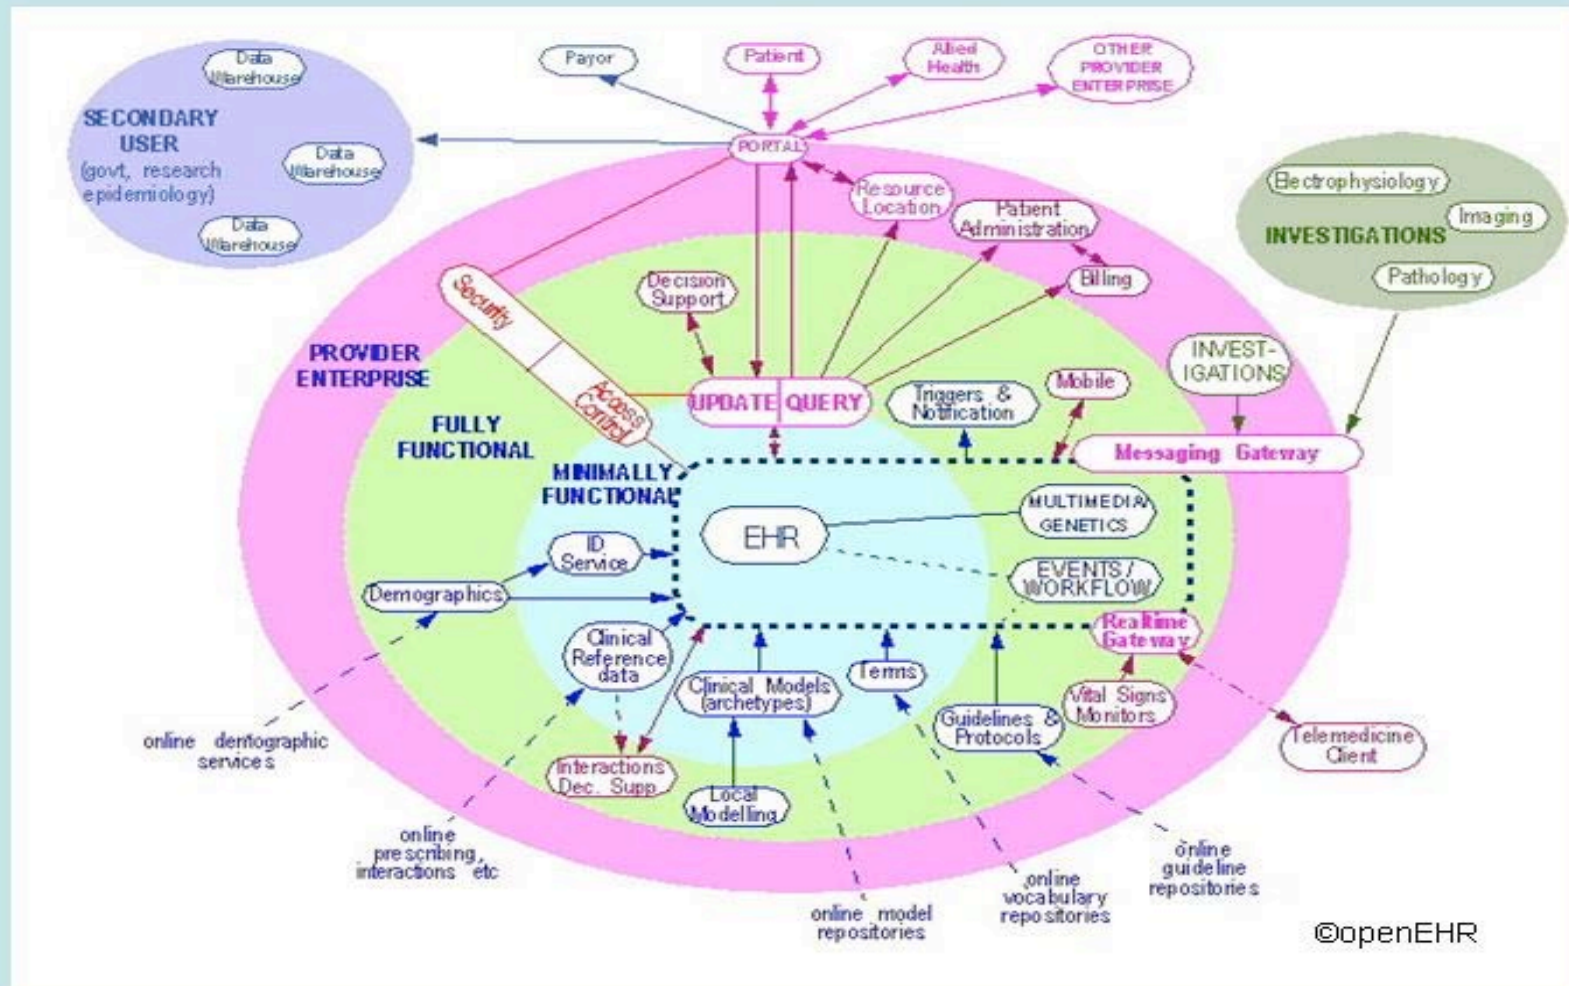 Data
Warehouse
SECONDARY
USER
(govt, research
epidemiology)
Data
Warehouse
Data
Warehouse
Payor
Patient
Allied
Health
OTHER
PROVIDER
ENTERPRISE
PORTAL
Resource
Location
Patient
Administration
Billing
Electrophysiology
Imaging
INVESTIGATIONS
Pathology
Security
Access
Control
Decision
Support
PROVIDER
ENTERPRISE
FULLY
FUNCTIONAL
MINIMALLY
FUNCTIONAL
UPDATE QUERY
Triggers &
Notification
Mobile
INVEST-
IGATIONS
Messaging Gateway
EHR
MULTIMEDIA/
GENETICS
EVENTS/
WORKFLOW
ID
Service
Demographics
Clinical
Reference
data
Clinical Models
(archetypes)
Terms
Realtime
Gateway
Vital Signs
Monitors
Guidelines &
Protocols
Telemedicine
Client
Interactions
Dec. Supp.
Local
Modelling
online demographic
services
online
prescribing,
interactions etc
online model
repositories
online
vocabulary
repositories
online
guideline
repositories
©openEHR